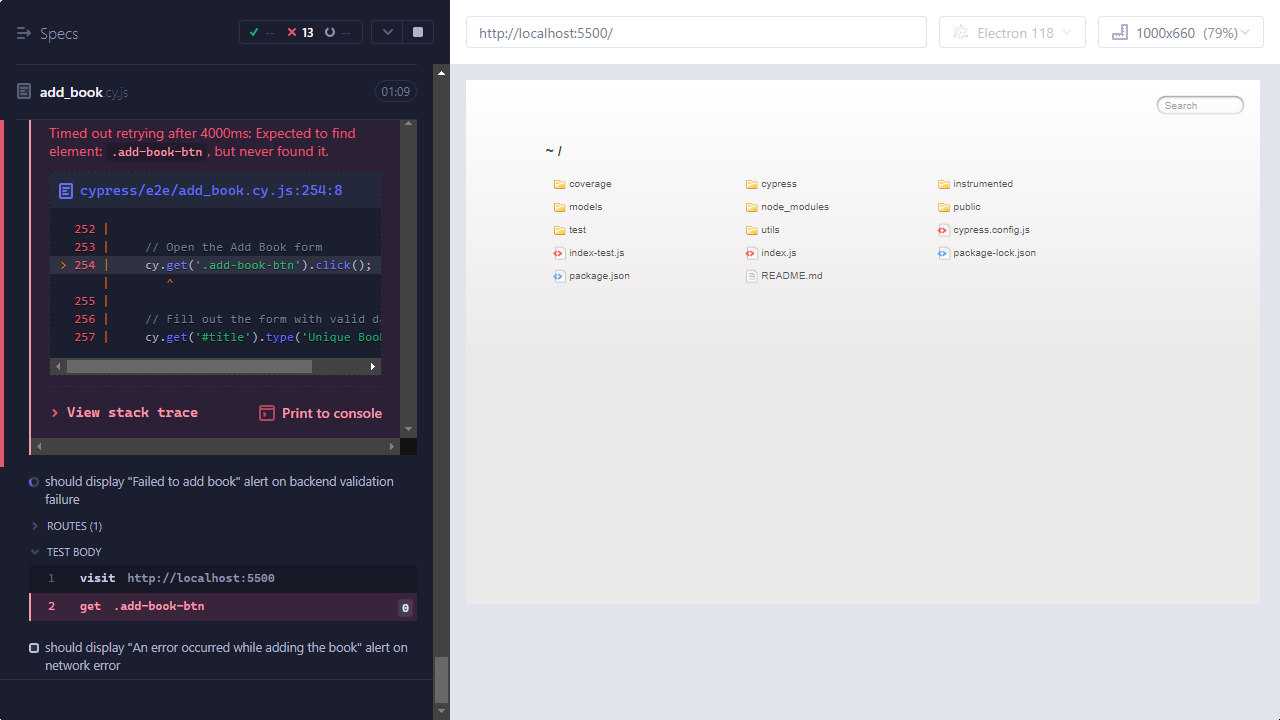 Specs
-- 13 --
add_book.cy.js
01:09
Timed out retrying after 4000ms: Expected to find
element: .add-book-btn, but never found it.
cypress/e2e/add_book.cy.js:254:8
252 |
253 | // Open the Add Book form
> 254 | cy.get('.add-book-btn').click();
| ^
255 |
256 | // Fill out the form with valid da
257 | cy.get('#title').type('Unique Boo
View stack trace
Print to console
should display "Failed to add book" alert on backend validation
failure
ROUTES (1)
TEST BODY
1 visit http://localhost:5500
2 get .add-book-btn 0
should display "An error occurred while adding the book" alert on
network error
http://localhost:5500/
Electron 118
1000x660 (79%)
Search
~ /
coverage cypress instrumented
models node_modules public
test utils cypress.config.js
index-test.js index.js package-lock.json
package.json README.md